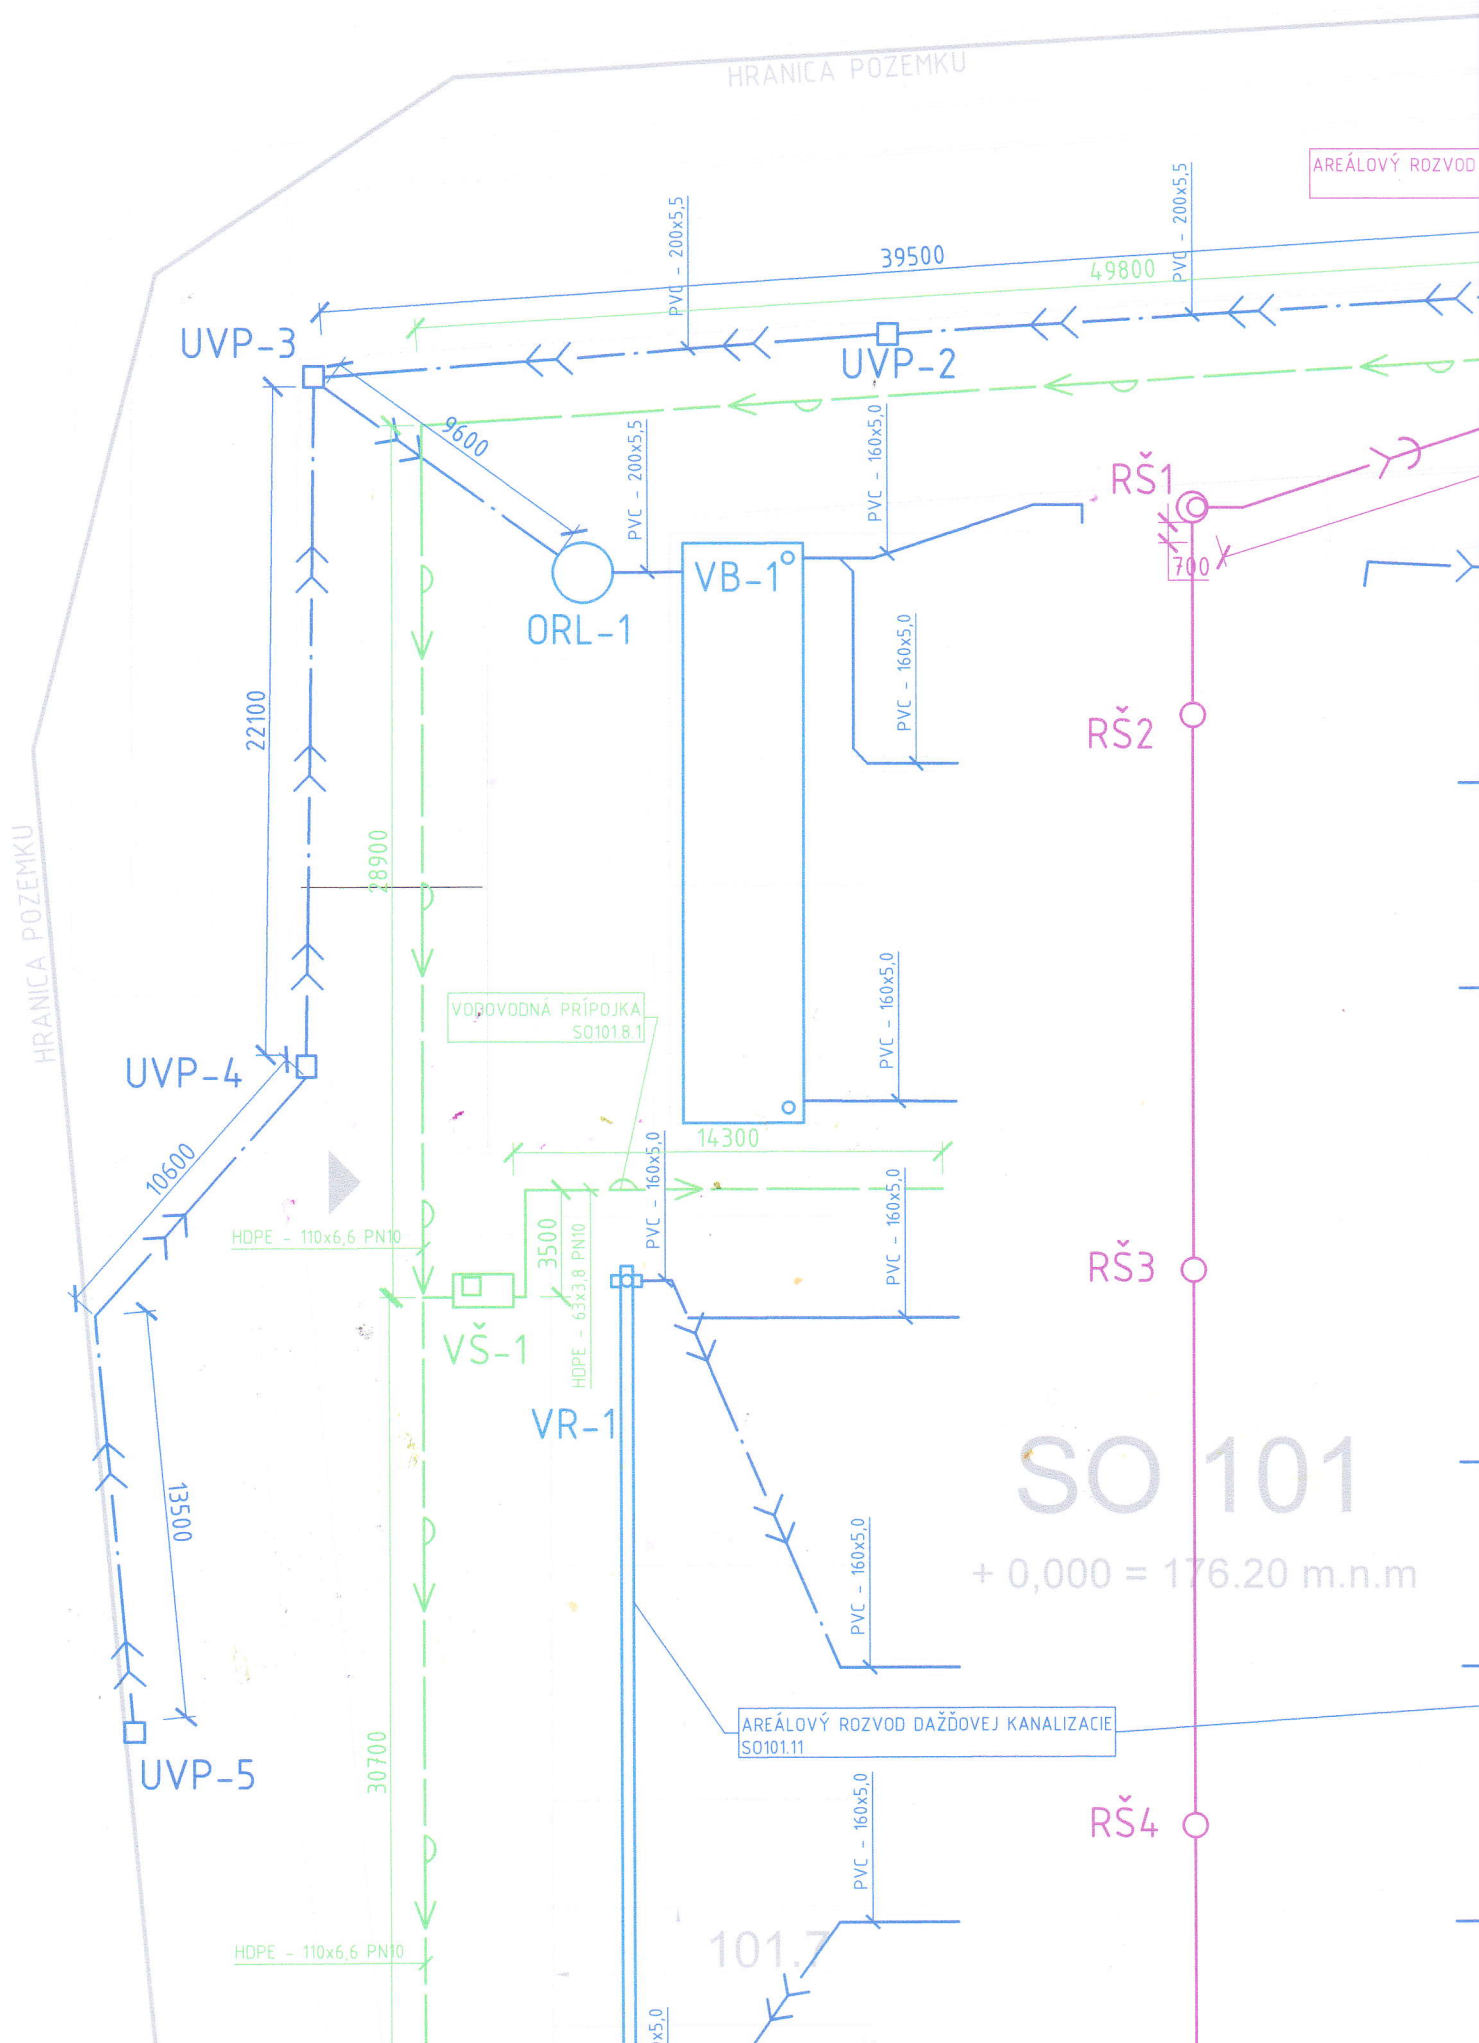 HRANICA POZEMKU
AREÁLOVÝ ROZVOD
PVC - 200x5,5
PVC - 200x5,5
39500
49800
UVP-3
UVP-2
9600
PVC - 200x5,5
PVC - 160x5,0
RŠ1
700
VB-1
ORL-1
PVC - 160x5,0
22100
RŠ2
HRANICA POZEMKU
28900
VODOVODNÁ PRÍPOJKA
SO101.8.1
PVC - 160x5,0
UVP-4
14300
10600
PVC - 160x5,0
PVC - 160x5,0
HDPE - 110x6,6 PN10
3500
HDPE - 63x3,8 PN10
RŠ3
VŠ-1
VR-1
13500
SO 101
+ 0,000 = 176.20 m.n.m
PVC - 160x5,0
AREÁLOVÝ ROZVOD DAŽĎOVEJ KANALIZACIE
SO101.11
UVP-5
30700
PVC - 160x5,0
RŠ4
HDPE - 110x6,6 PN10
101.7
x5,0